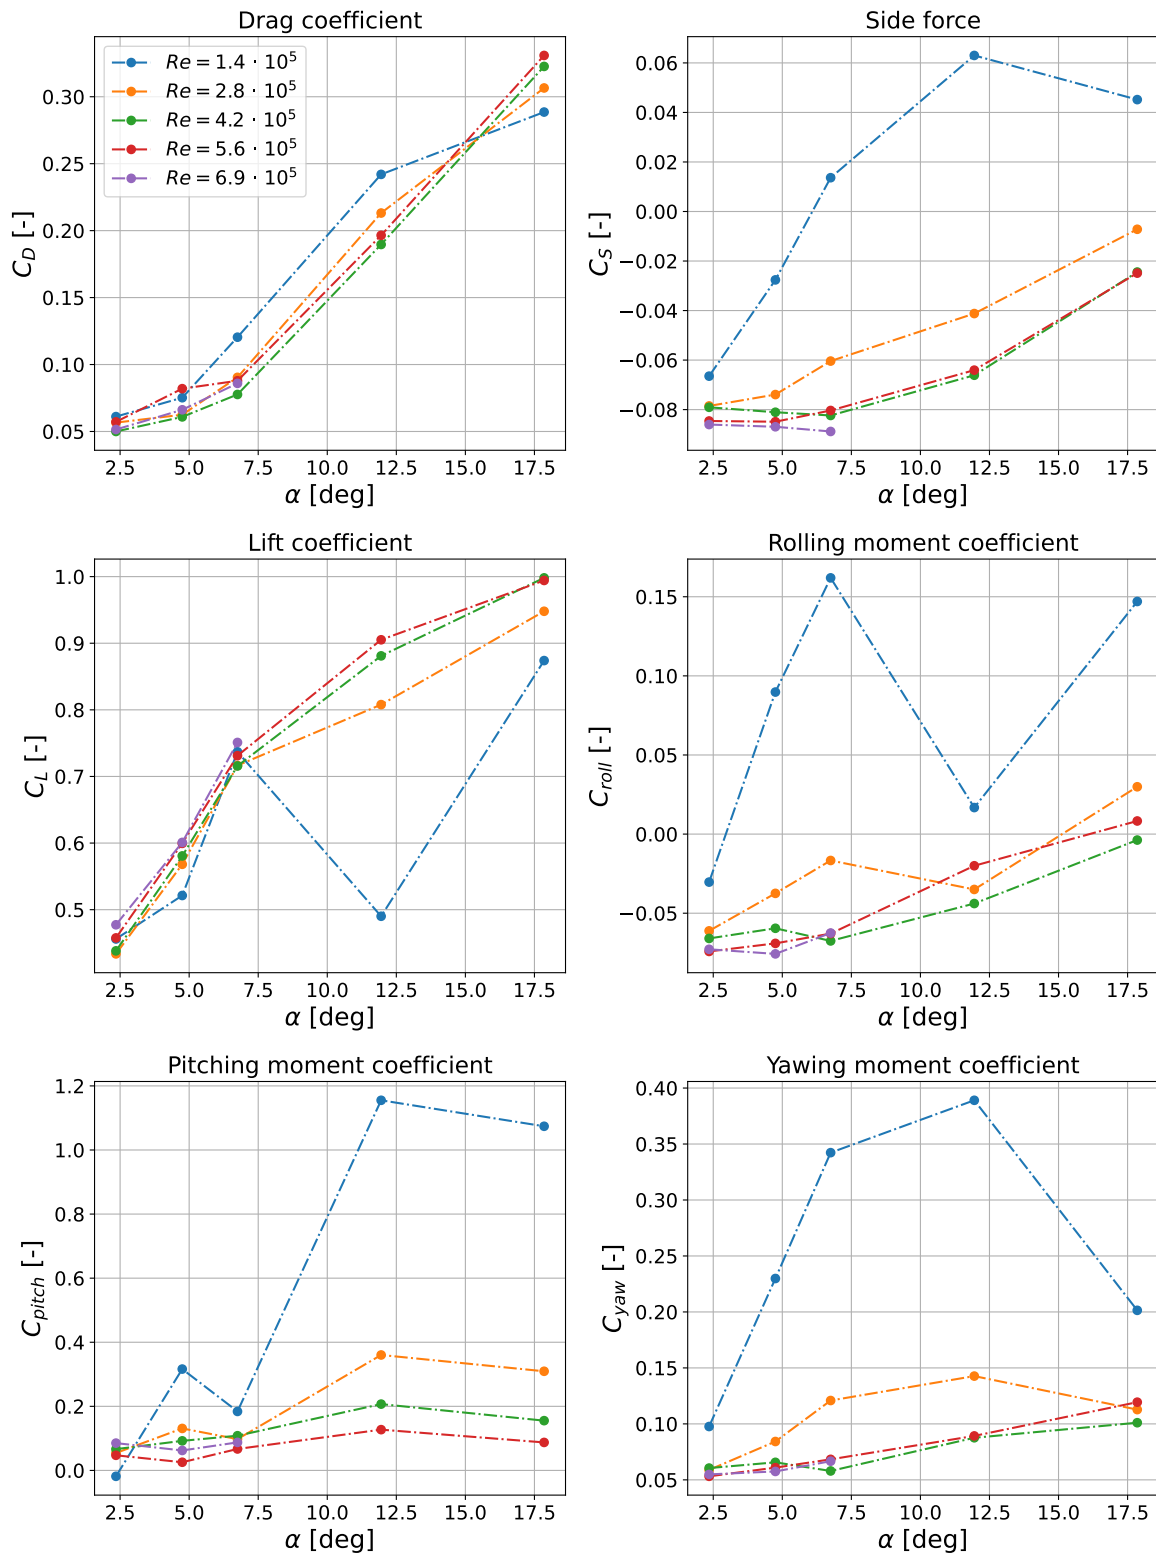 Drag coefficient
C_D [-]
0.30
0.25
0.20
0.15
0.10
0.05
Re = 1.4 · 10⁵
Re = 2.8 · 10⁵
Re = 4.2 · 10⁵
Re = 5.6 · 10⁵
Re = 6.9 · 10⁵
2.5 5.0 7.5 10.0 12.5 15.0 17.5
α [deg]
Side force
C_S [-]
0.06
0.04
0.02
0.00
−0.02
−0.04
−0.06
−0.08
2.5 5.0 7.5 10.0 12.5 15.0 17.5
α [deg]
Lift coefficient
C_L [-]
1.0
0.9
0.8
0.7
0.6
0.5
2.5 5.0 7.5 10.0 12.5 15.0 17.5
α [deg]
Rolling moment coefficient
C_roll [-]
0.15
0.10
0.05
0.00
−0.05
2.5 5.0 7.5 10.0 12.5 15.0 17.5
α [deg]
Pitching moment coefficient
C_pitch [-]
1.2
1.0
0.8
0.6
0.4
0.2
0.0
2.5 5.0 7.5 10.0 12.5 15.0 17.5
α [deg]
Yawing moment coefficient
C_yaw [-]
0.40
0.35
0.30
0.25
0.20
0.15
0.10
0.05
2.5 5.0 7.5 10.0 12.5 15.0 17.5
α [deg]